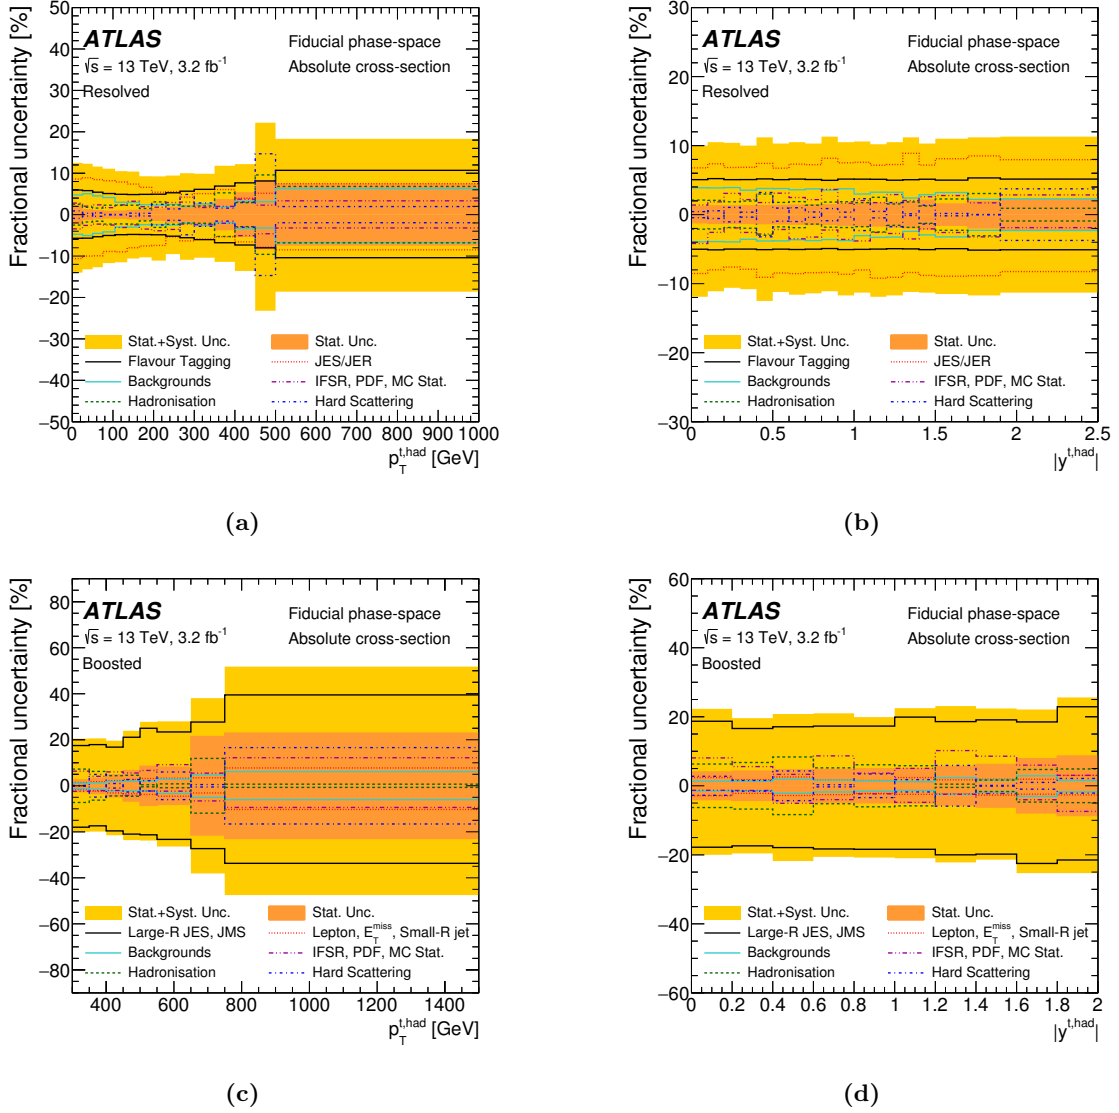 Fractional uncertainty [%]
ATLAS
Fiducial phase-space
√s = 13 TeV, 3.2 fb⁻¹
Absolute cross-section
Resolved
50
40
30
20
10
0
−10
−20
−30
−40
−50
Stat.+Syst. Unc.
Stat. Unc.
Flavour Tagging
JES/JER
Backgrounds
IFSR, PDF, MC Stat.
Hadronisation
Hard Scattering
0 100 200 300 400 500 600 700 800 900 1000
p_T^{t,had} [GeV]
(a)
Fractional uncertainty [%]
ATLAS
Fiducial phase-space
√s = 13 TeV, 3.2 fb⁻¹
Absolute cross-section
Resolved
30
20
10
0
−10
−20
−30
Stat.+Syst. Unc.
Stat. Unc.
Flavour Tagging
JES/JER
Backgrounds
IFSR, PDF, MC Stat.
Hadronisation
Hard Scattering
0 0.5 1 1.5 2 2.5
|y^{t,had}|
(b)
Fractional uncertainty [%]
ATLAS
Fiducial phase-space
√s = 13 TeV, 3.2 fb⁻¹
Absolute cross-section
Boosted
80
60
40
20
0
−20
−40
−60
−80
Stat.+Syst. Unc.
Stat. Unc.
Large-R JES, JMS
Lepton, E_T^{miss}, Small-R jet
Backgrounds
IFSR, PDF, MC Stat.
Hadronisation
Hard Scattering
400 600 800 1000 1200 1400
p_T^{t,had} [GeV]
(c)
Fractional uncertainty [%]
ATLAS
Fiducial phase-space
√s = 13 TeV, 3.2 fb⁻¹
Absolute cross-section
Boosted
60
40
20
0
−20
−40
−60
Stat.+Syst. Unc.
Stat. Unc.
Large-R JES, JMS
Lepton, E_T^{miss}, Small-R jet
Backgrounds
IFSR, PDF, MC Stat.
Hadronisation
Hard Scattering
0 0.2 0.4 0.6 0.8 1 1.2 1.4 1.6 1.8 2
|y^{t,had}|
(d)